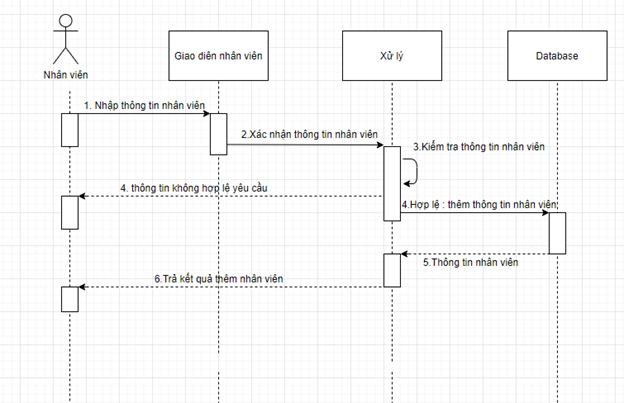 Nhân viên
Giao diên nhân viên
Xử lý
Database
1. Nhập thông tin nhân viên
2.Xác nhận thông tin nhân viên
3.Kiểm tra thông tin nhân viên
4. thông tin không hợp lệ yêu cầu
4.Hợp lệ : thêm thông tin nhân viên
5.Thông tin nhân viên
6.Trả kết quả thêm nhân viên